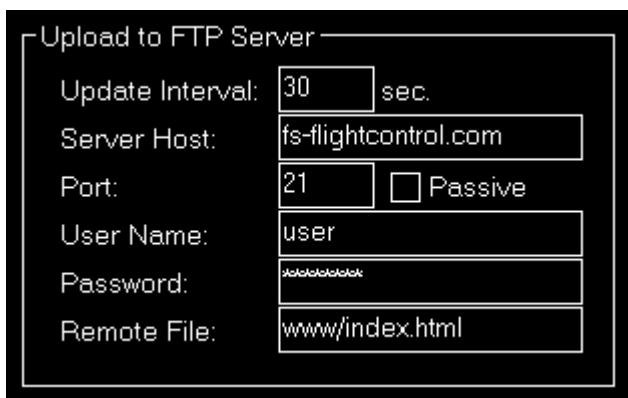 Upload to FTP Server
Update Interval: 30 sec.
Server Host: fs-flightcontrol.com
Port: 21 Passive
User Name: user
Password: *********
Remote File: www/index.html